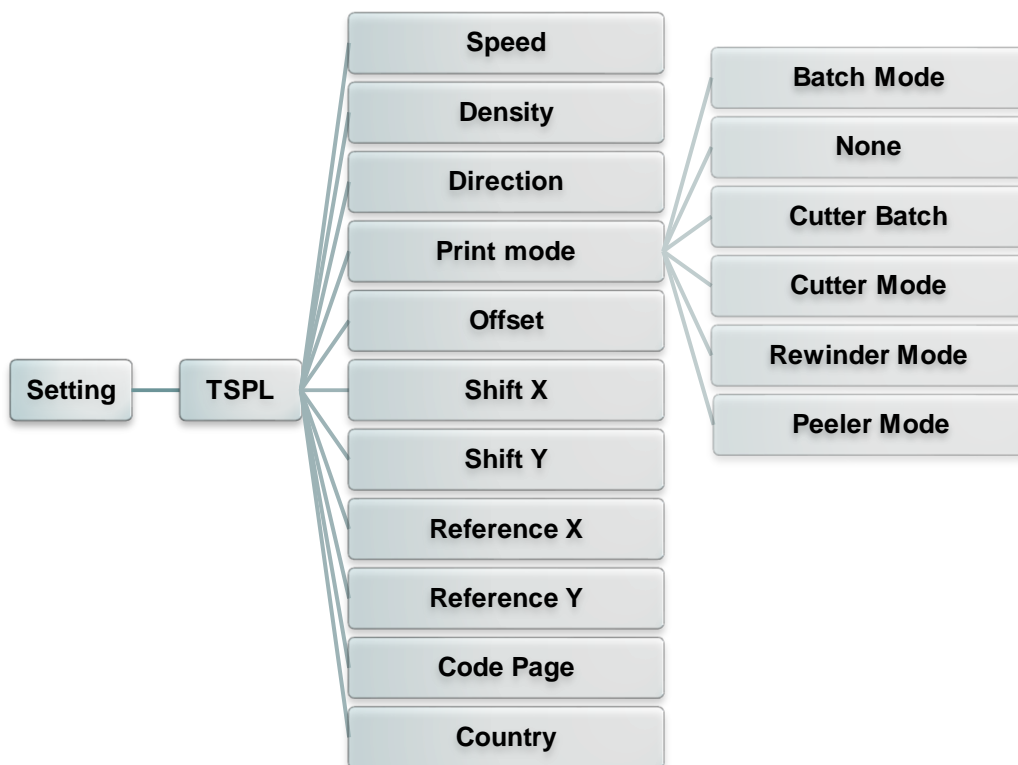 Setting
TSPL
Speed
Density
Direction
Print mode
Offset
Shift X
Shift Y
Reference X
Reference Y
Code Page
Country
Batch Mode
None
Cutter Batch
Cutter Mode
Rewinder Mode
Peeler Mode